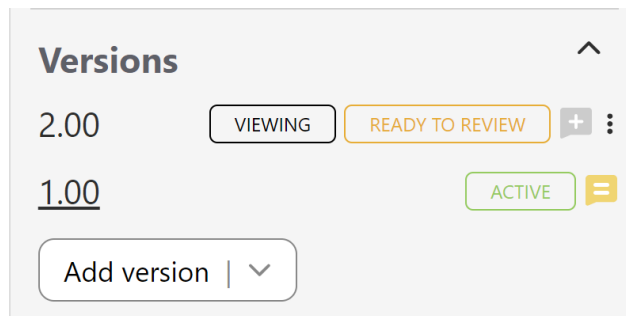 Versions
2.00 VIEWING READY TO REVIEW
1.00 ACTIVE
Add version |